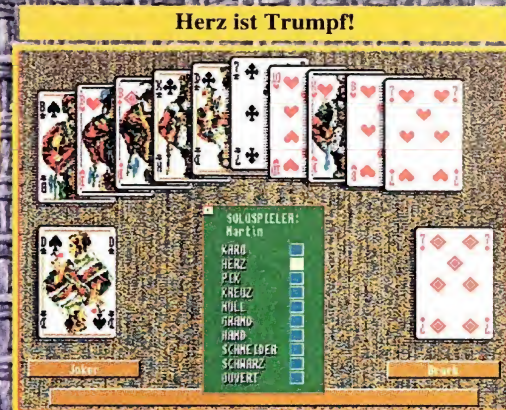 Herz ist Trumpf!
SOLOSPIELER:
Martin
KARO
HERZ
PIK
KREUZ
NULL
GRAND
HAND
SCHNEIDER
SCHWARZ
OUVERT
Joker